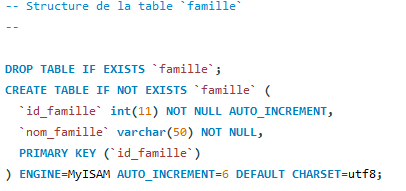 -- Structure de la table `famille`
--
DROP TABLE IF EXISTS `famille`;
CREATE TABLE IF NOT EXISTS `famille` (
  `id_famille` int(11) NOT NULL AUTO_INCREMENT,
  `nom_famille` varchar(50) NOT NULL,
  PRIMARY KEY (`id_famille`)
) ENGINE=MyISAM AUTO_INCREMENT=6 DEFAULT CHARSET=utf8;